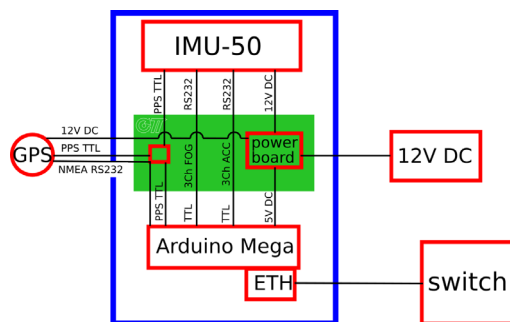 IMU-50
PPS TTL
RS232
RS232
12V DC
12V DC
GPS
PPS TTL
NMEA RS232
3Ch FOG
3Ch ACC
power
board
12V DC
PPS TTL
TTL
TTL
5V DC
Arduino Mega
ETH
switch